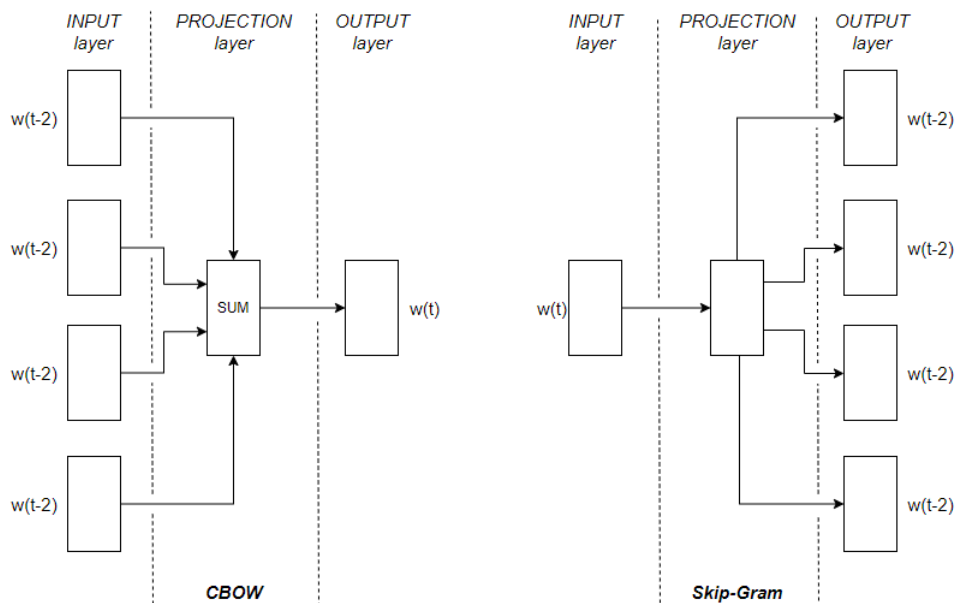 INPUT
layer
PROJECTION
layer
OUTPUT
layer
w(t-2)
w(t-2)
SUM
w(t)
w(t-2)
w(t-2)
CBOW
INPUT
layer
PROJECTION
layer
OUTPUT
layer
w(t-2)
w(t-2)
w(t)
w(t-2)
w(t-2)
Skip-Gram